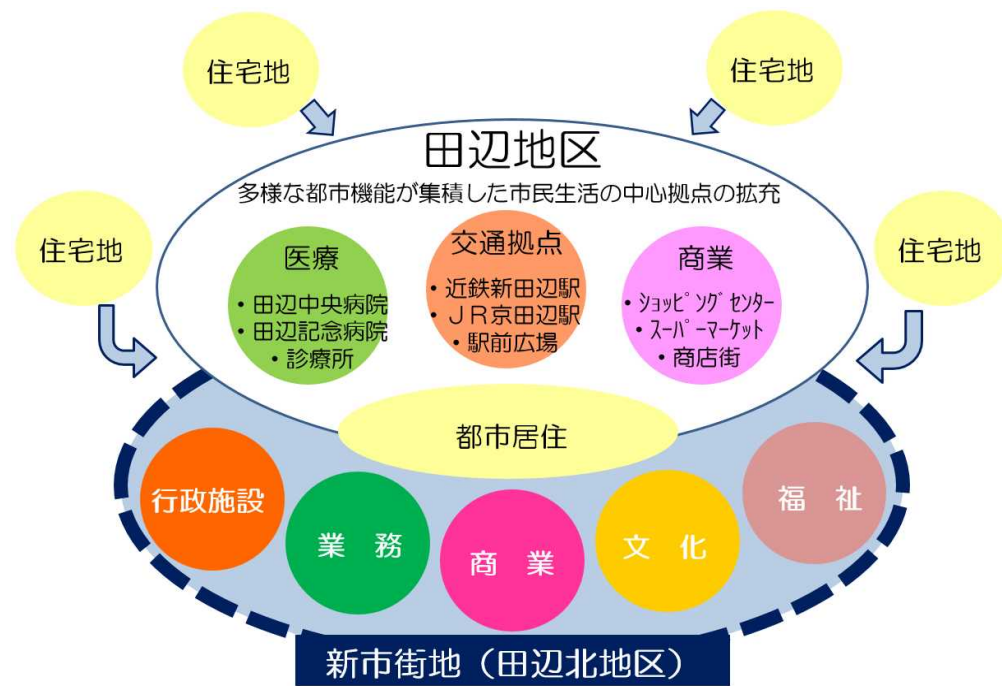 住宅地
住宅地
田辺地区
多様な都市機能が集積した市民生活の中心拠点の拡充
住宅地
住宅地
医療
・田辺中央病院
・田辺記念病院
・診療所
交通拠点
・近鉄新田辺駅
・ＪＲ京田辺駅
・駅前広場
商業
・ｼｮｯﾋﾟﾝｸﾞｾﾝﾀｰ
・ｽｰﾊﾟｰﾏｰｹｯﾄ
・商店街
都市居住
行政施設
業　務
商　業
文　化
福　祉
新市街地（田辺北地区）